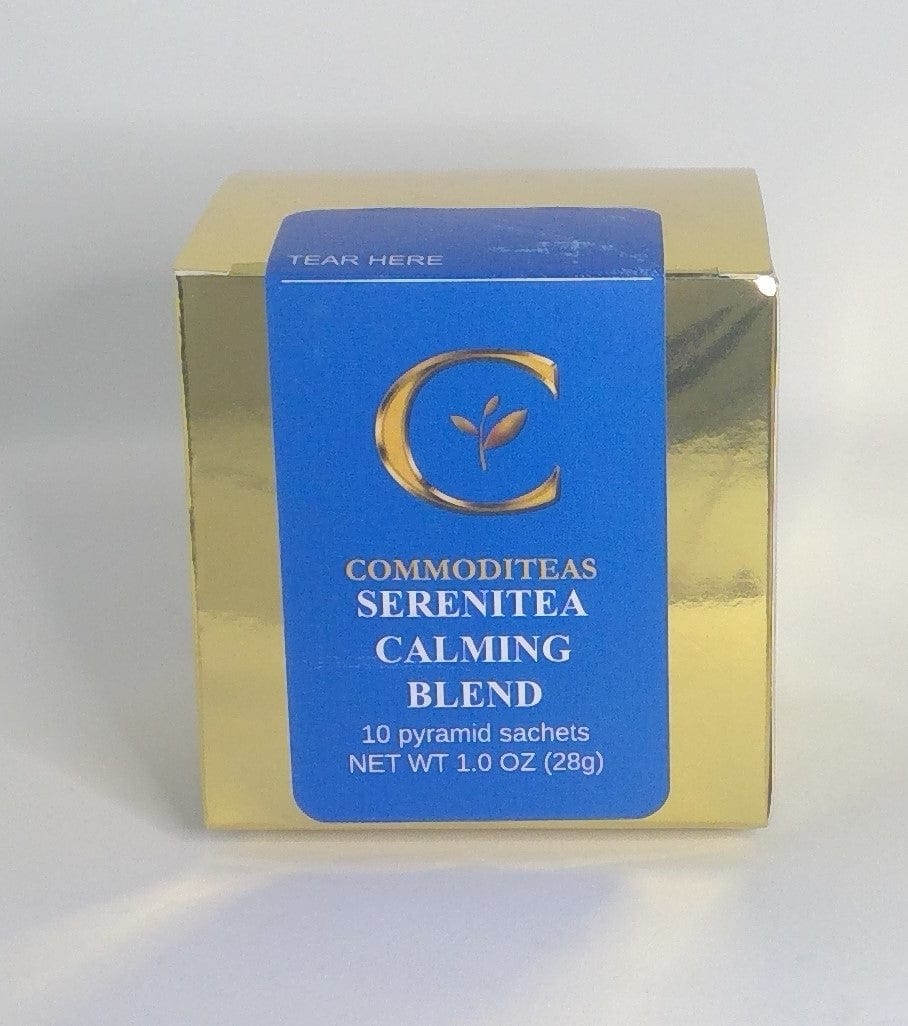 TEAR HERE
C
COMMODITEAS
SERENITEA
CALMING
BLEND
10 pyramid sachets
NET WT 1.0 OZ (28g)